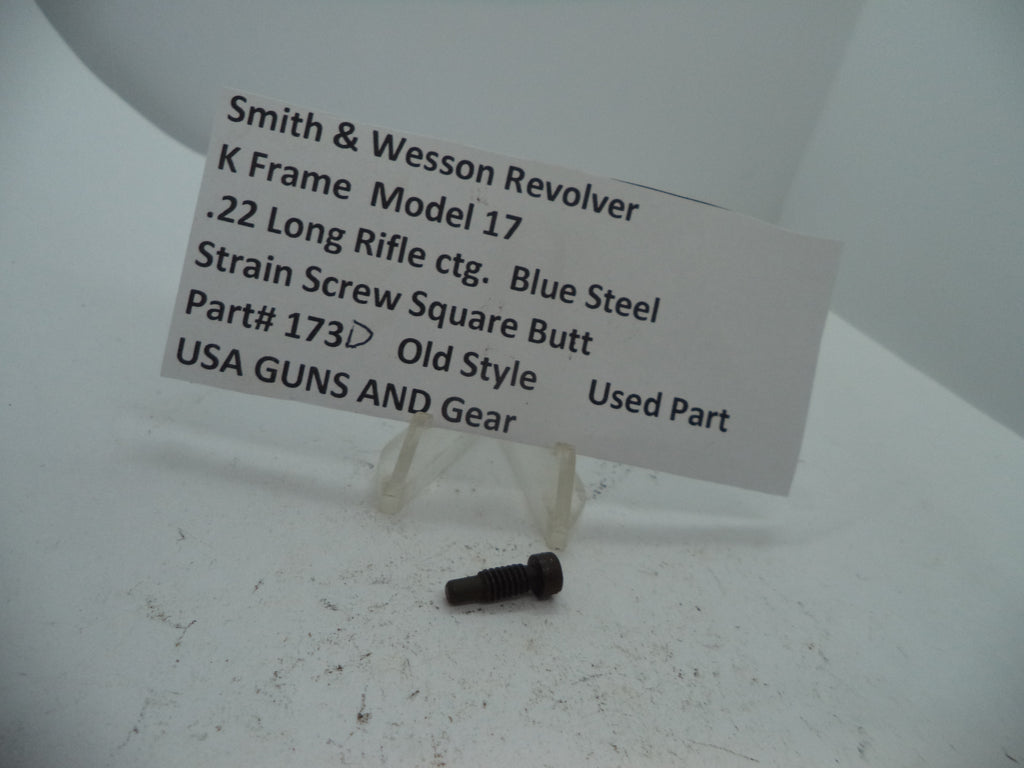 Smith & Wesson Revolver
K Frame  Model 17
.22 Long Rifle ctg.  Blue Steel
Strain Screw Square Butt
Part# 173D  Old Style  Used Part
USA GUNS AND Gear